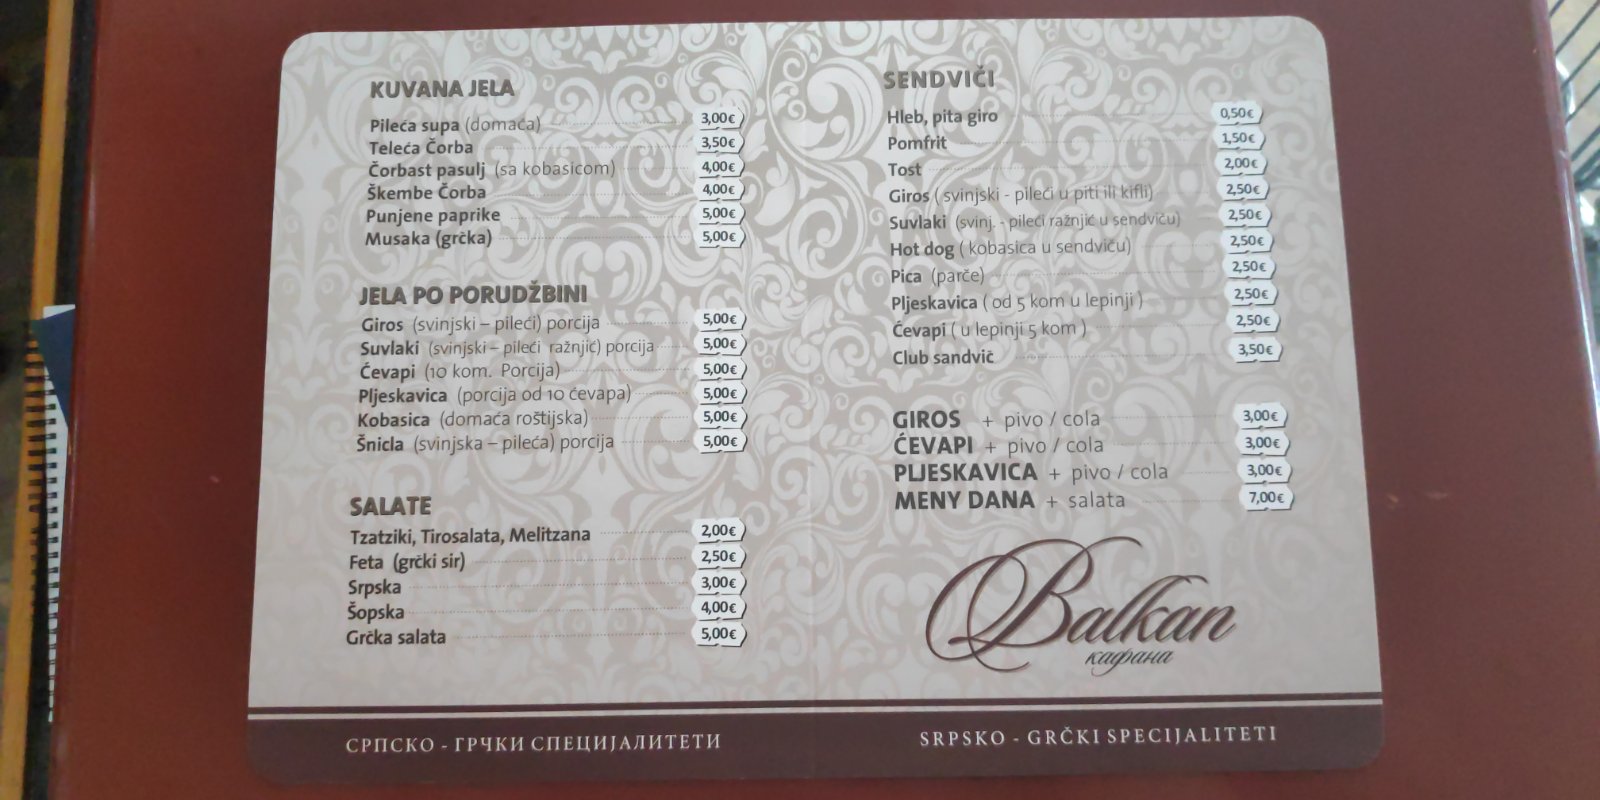 KUVANA JELA
Pileća supa (domaća) 3,00€
Teleća Čorba 3,50€
Čorbast pasulj (sa kobasicom) 4,00€
Škembe Čorba 4,00€
Punjene paprike 5,00€
Musaka (grčka) 5,00€
JELA PO PORUDŽBINI
Giros (svinjski – pileći) porcija 5,00€
Suvlaki (svinjski – pileći ražnjić) porcija 5,00€
Ćevapi (10 kom. Porcija) 5,00€
Pljeskavica (porcija od 10 ćevapa) 5,00€
Kobasica (domaća roštijska) 5,00€
Šnicla (svinjska – pileća) porcija 5,00€
SALATE
Tzatziki, Tirosalata, Melitzana 2,00€
Feta (grčki sir) 2,50€
Srpska 3,00€
Šopska 4,00€
Grčka salata 5,00€
SENDVIČI
Hleb, pita giro 0,50€
Pomfrit 1,50€
Tost 2,00€
Giros ( svinjski - pileći u piti ili kifli) 2,50€
Suvlaki (svinj. - pileći ražnjić u sendviču) 2,50€
Hot dog ( kobasica u sendviču) 2,50€
Pica (parče) 2,50€
Pljeskavica ( od 5 kom u lepinji ) 2,50€
Ćevapi ( u lepinji 5 kom ) 2,50€
Club sandvič 3,50€
GIROS + pivo / cola 3,00€
ĆEVAPI + pivo / cola 3,00€
PLJESKAVICA + pivo / cola 3,00€
MENY DANA + salata 7,00€
Balkan
кафана
СРПСКО - ГРЧКИ СПЕЦИЈАЛИТЕТИ
SRPSKO - GRČKI SPECIJALITETI